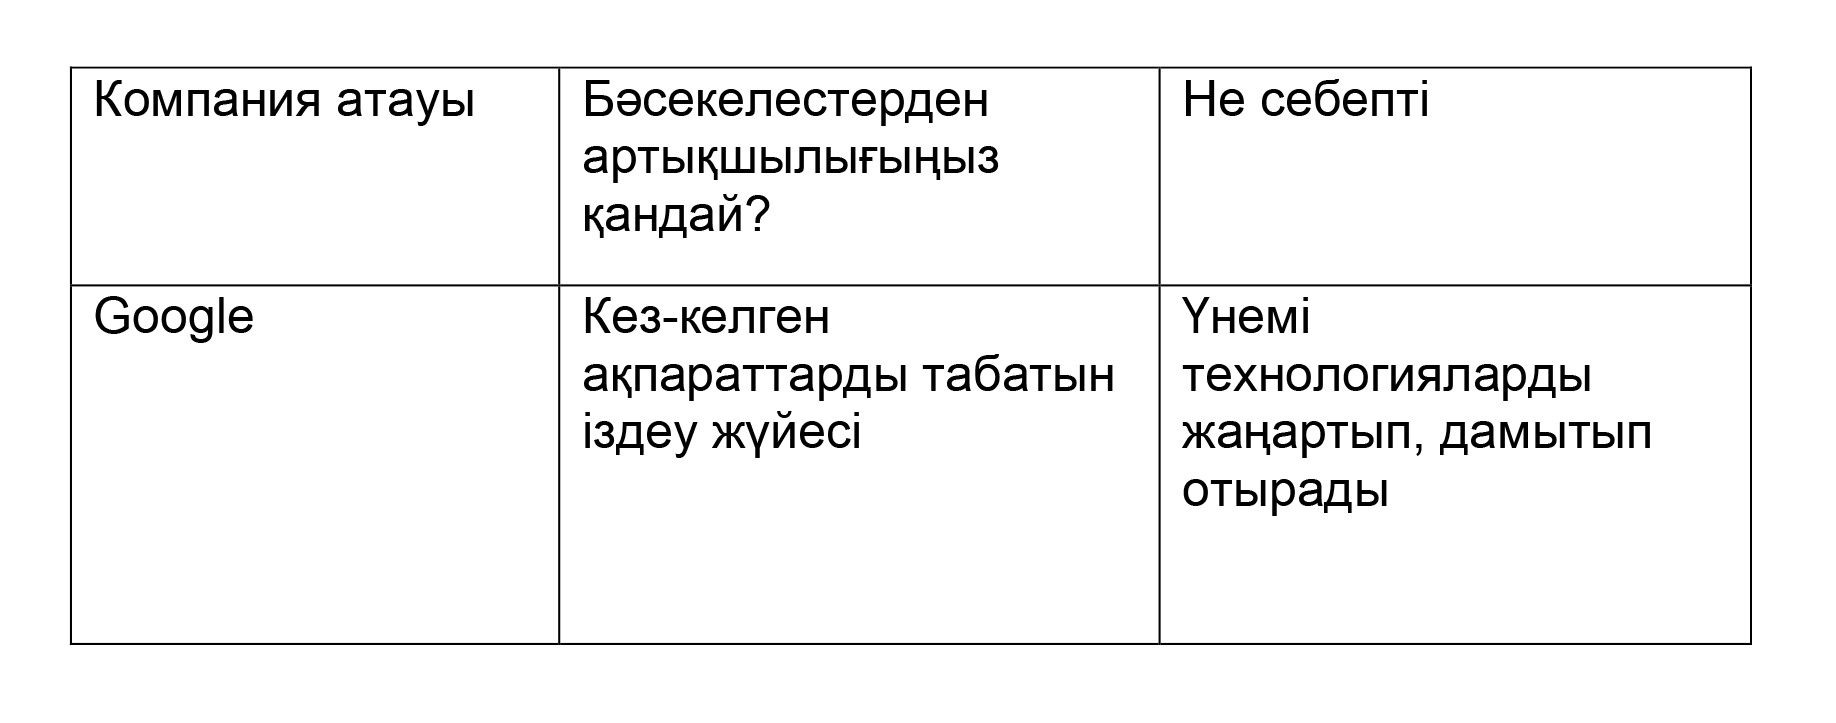 Компания атауы
Бәсекелестерден
артықшылығыңыз
қандай?
Не себепті
Google
Кез-келген
ақпараттарды табатын
іздеу жүйесі
Үнемі
технологияларды
жаңартып, дамытып
отырады